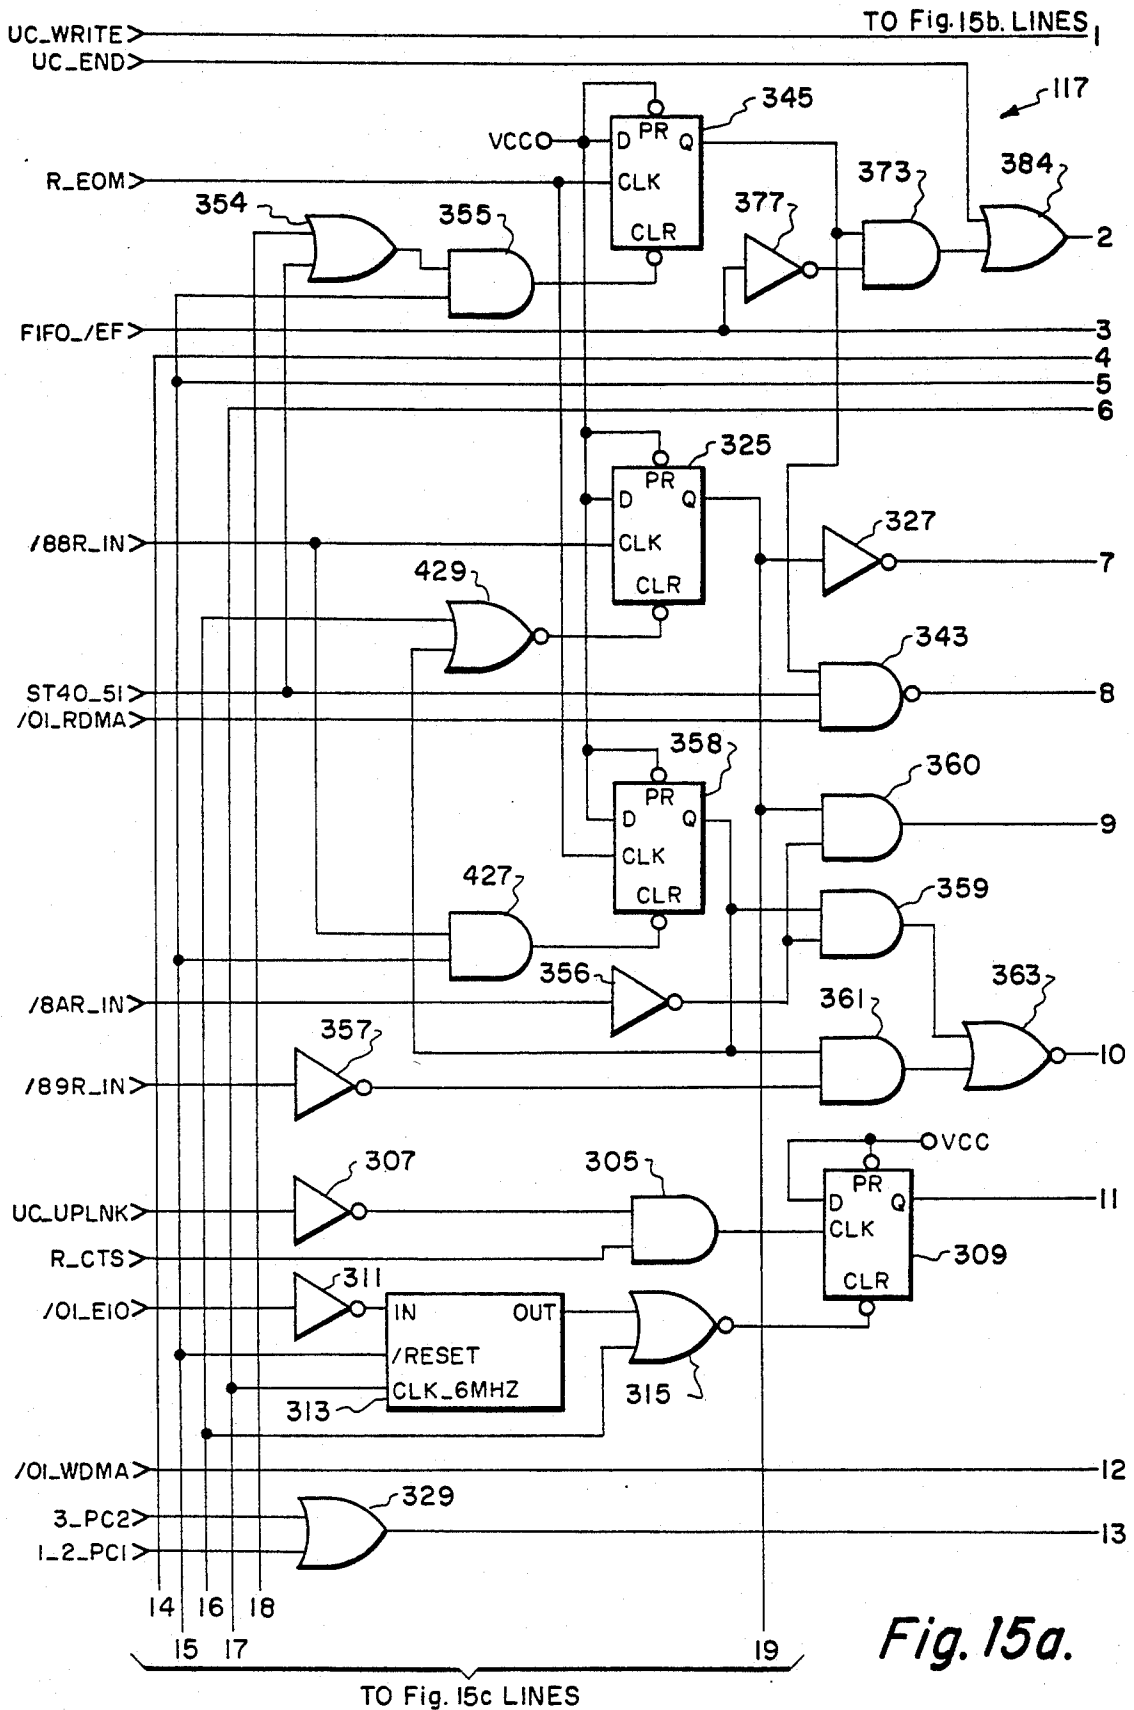 TO Fig.15b. LINES
UC_WRITE 1
UC_END
117
345
VCC D PR Q
384
373
R_EOM CLK
354
355
377
CLR
2
FIFO_/EF 3
4
5
6
325
PR
D Q
327
/88R_IN CLK
7
429
CLR
343
ST40_51 8
/01_RDMA
358
PR
360
D Q
9
CLK
427
CLR
359
356
363
/8AR_IN
361
357
10
/89R_IN
VCC
307
305
PR
D Q
11
UC_UPLNK
CLK
R_CTS
309
311
CLR
/01_E10
IN OUT
/RESET
CLK_6MHZ
315
313
/01_WDMA 12
329
3_PC2
13
1_2_PC1
14 16 18
15 17 19
Fig. 15a.
TO Fig. 15c LINES